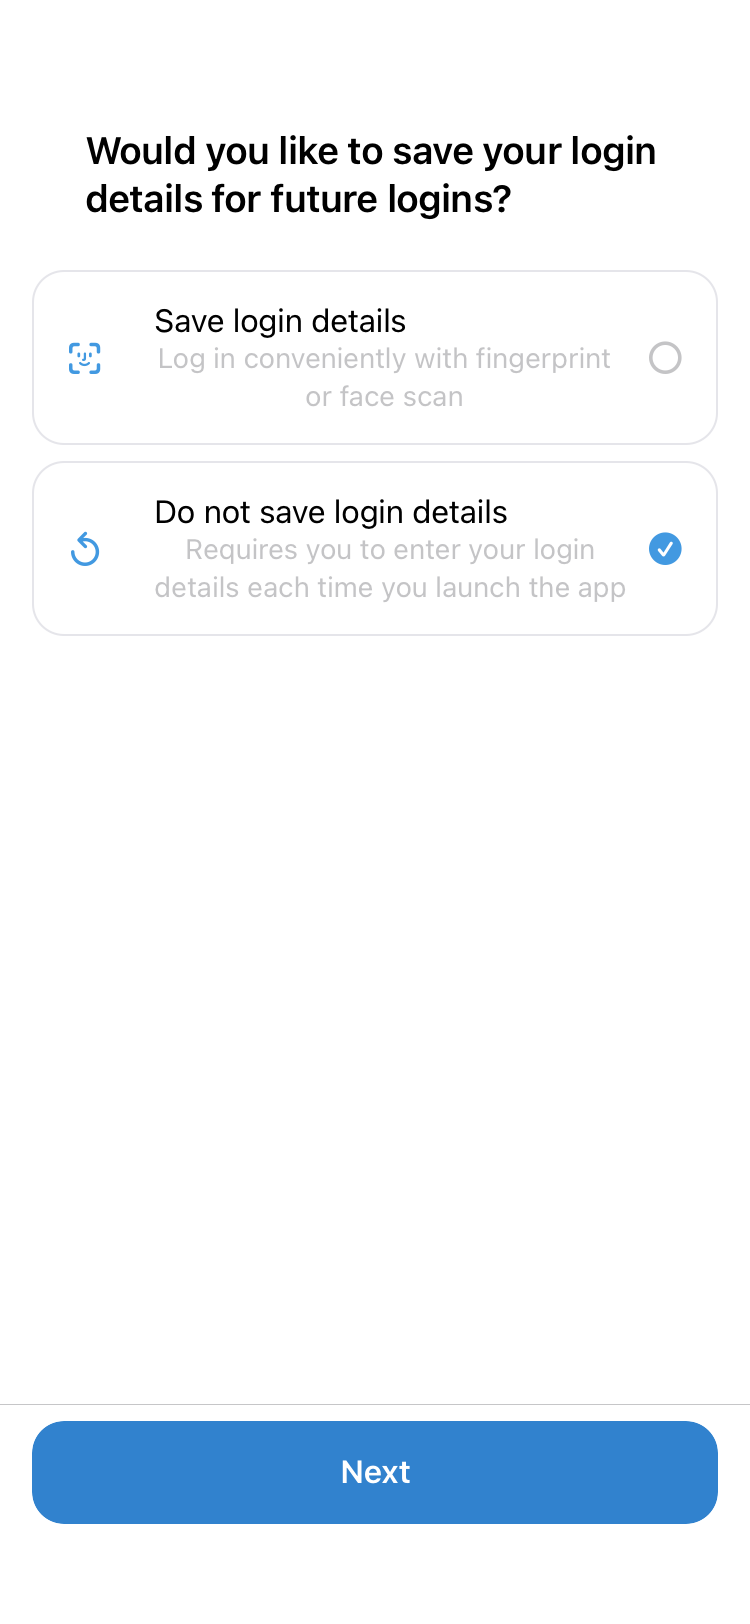 Would you like to save your login
details for future logins?
Save login details
Log in conveniently with fingerprint
or face scan
Do not save login details
Requires you to enter your login
details each time you launch the app
Next